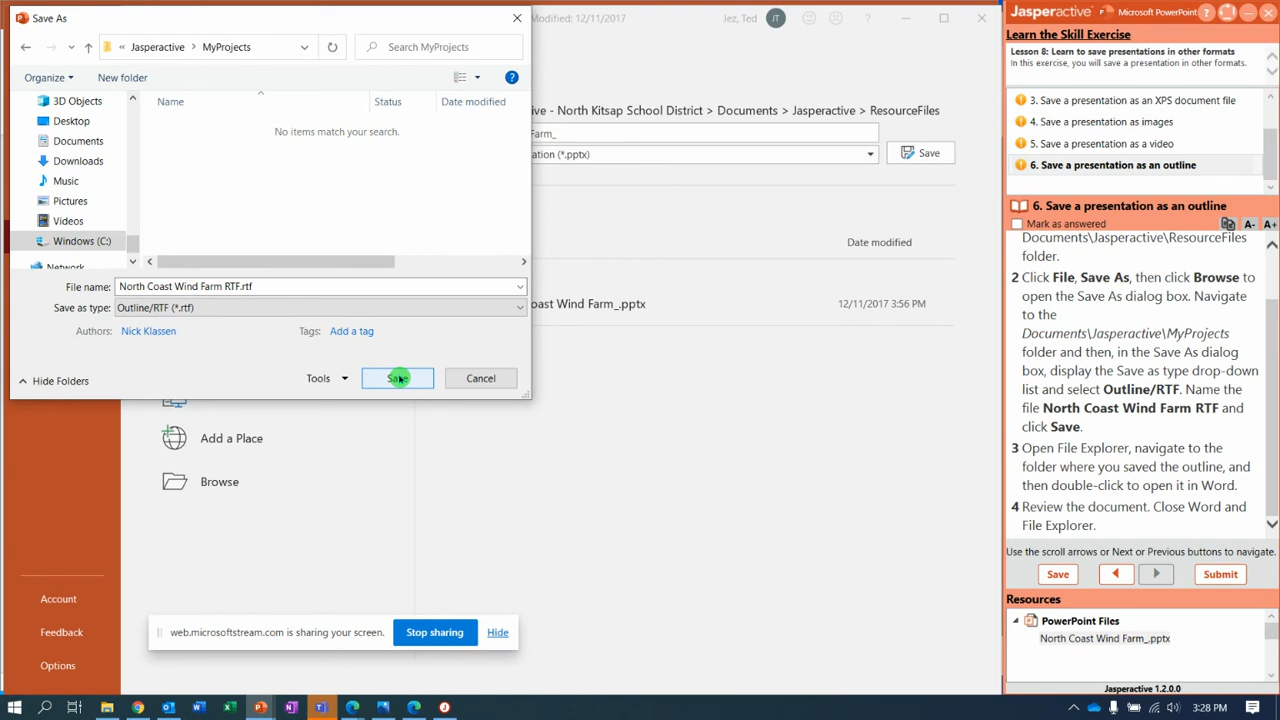 Save As
Modified: 12/11/2017
Jez, Ted
JT
?
Jasperactive
Microsoft PowerPoint
«  Jasperactive > MyProjects
Search MyProjects
Organize
New folder
3D Objects
Desktop
Documents
Downloads
Music
Pictures
Videos
Windows (C:)
Network
Name
Status
Date modified
No items match your search.
File name:
North Coast Wind Farm RTF.rtf
Save as type:
Outline/RTF (*.rtf)
Authors:
Nick Klassen
Tags:
Add a tag
Hide Folders
Tools
Save
Cancel
ive - North Kitsap School District > Documents > Jasperactive > ResourceFiles
Farm_
ation (*.pptx)
Save
Date modified
oast Wind Farm_.pptx
12/11/2017 3:56 PM
Add a Place
Browse
Account
Feedback
Options
web.microsoftstream.com is sharing your screen.
Stop sharing
Hide
Learn the Skill Exercise
Lesson 8: Learn to save presentations in other formats
In this exercise, you will save a presentation in other formats.
3. Save a presentation as an XPS document file
4. Save a presentation as images
5. Save a presentation as a video
6. Save a presentation as an outline
6. Save a presentation as an outline
Mark as answered
A-
A+
Documents\Jasperactive\ResourceFiles
folder.
2 Click File, Save As, then click Browse to
open the Save As dialog box. Navigate
to the
Documents\Jasperactive\MyProjects
folder and then, in the Save As dialog
box, display the Save as type drop-down
list and select Outline/RTF. Name the
file North Coast Wind Farm RTF and
click Save.
3 Open File Explorer, navigate to the
folder where you saved the outline, and
then double-click to open it in Word.
4 Review the document. Close Word and
File Explorer.
Use the scroll arrows or Next or Previous buttons to navigate.
Save
Submit
Resources
PowerPoint Files
North Coast Wind Farm_.pptx
Jasperactive 1.2.0.0
3:28 PM